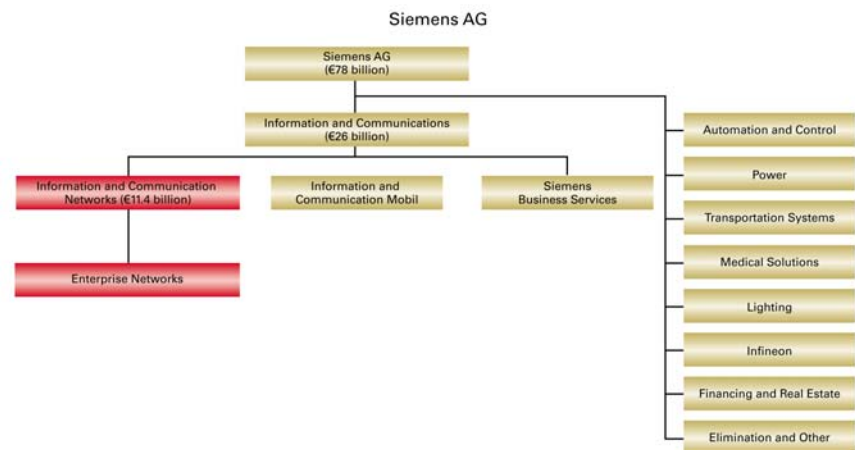 Siemens AG
Siemens AG
(€78 billion)
Information and Communications
(€26 billion)
Information and Communication
Networks (€11.4 billion)
Information and
Communication Mobil
Siemens
Business Services
Enterprise Networks
Automation and Control
Power
Transportation Systems
Medical Solutions
Lighting
Infineon
Financing and Real Estate
Elimination and Other